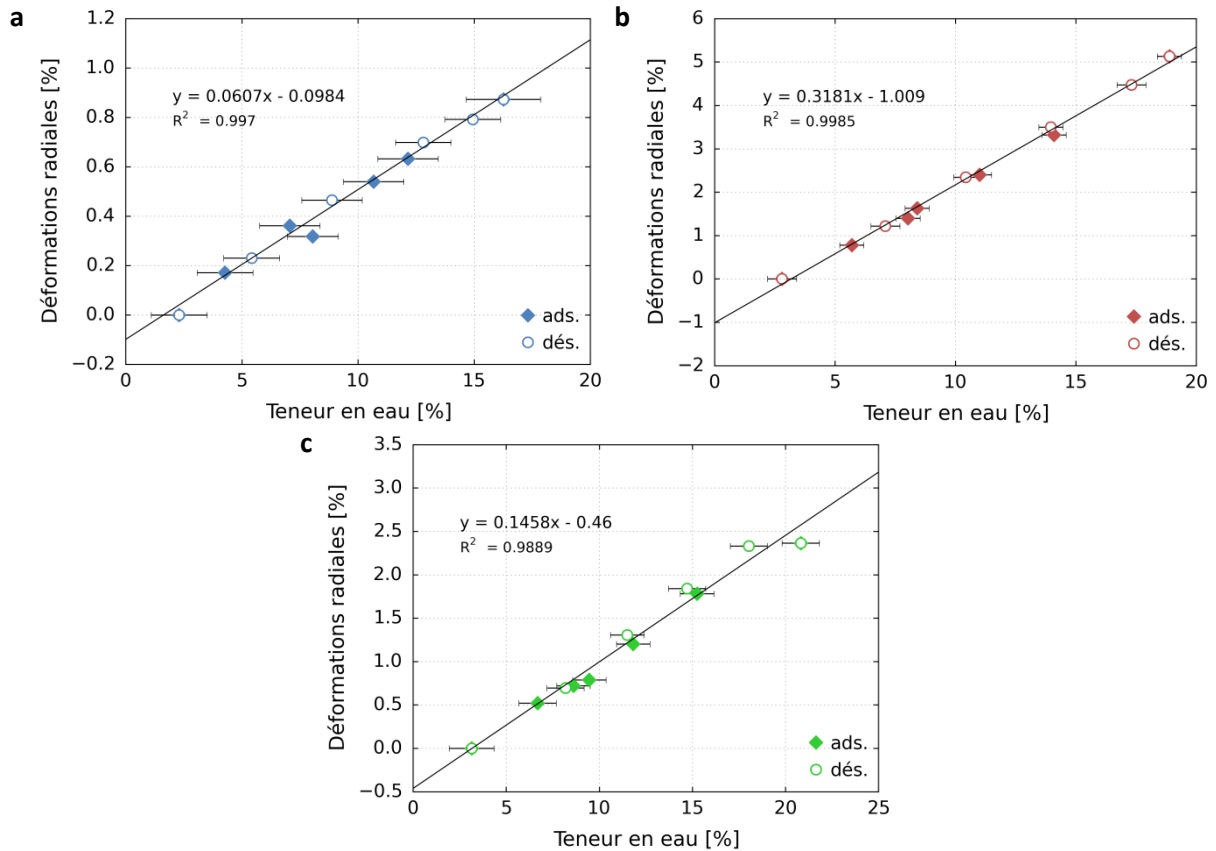 a
1.2
1.0
0.8
0.6
0.4
0.2
0.0
−0.2
Déformations radiales [%]
y = 0.0607x - 0.0984
R² = 0.997
ads.
dés.
0 5 10 15 20
Teneur en eau [%]
b
6
5
4
3
2
1
0
−1
−2
Déformations radiales [%]
y = 0.3181x - 1.009
R² = 0.9985
ads.
dés.
0 5 10 15 20
Teneur en eau [%]
c
3.5
3.0
2.5
2.0
1.5
1.0
0.5
0.0
−0.5
Déformations radiales [%]
y = 0.1458x - 0.46
R² = 0.9889
ads.
dés.
0 5 10 15 20 25
Teneur en eau [%]